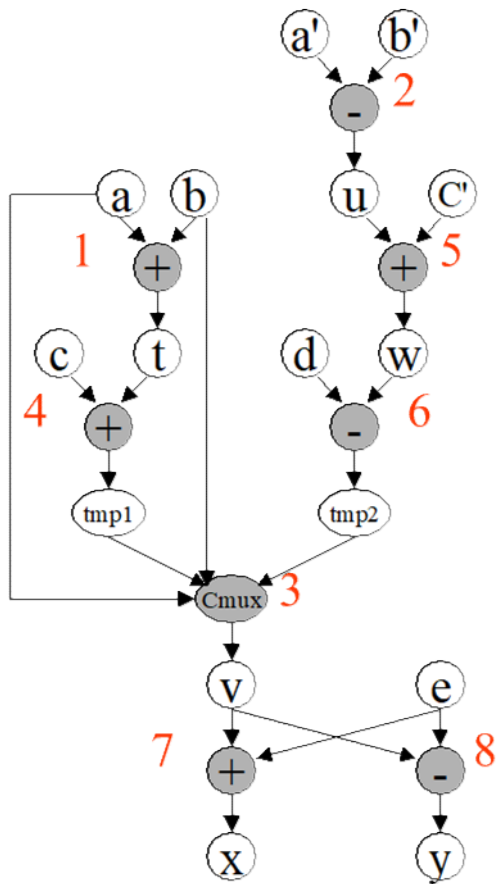 a' b'
- 2
a b u C'
1 + + 5
c t d w
4 + - 6
tmp1 tmp2
Cmux 3
v e
7 + - 8
x y